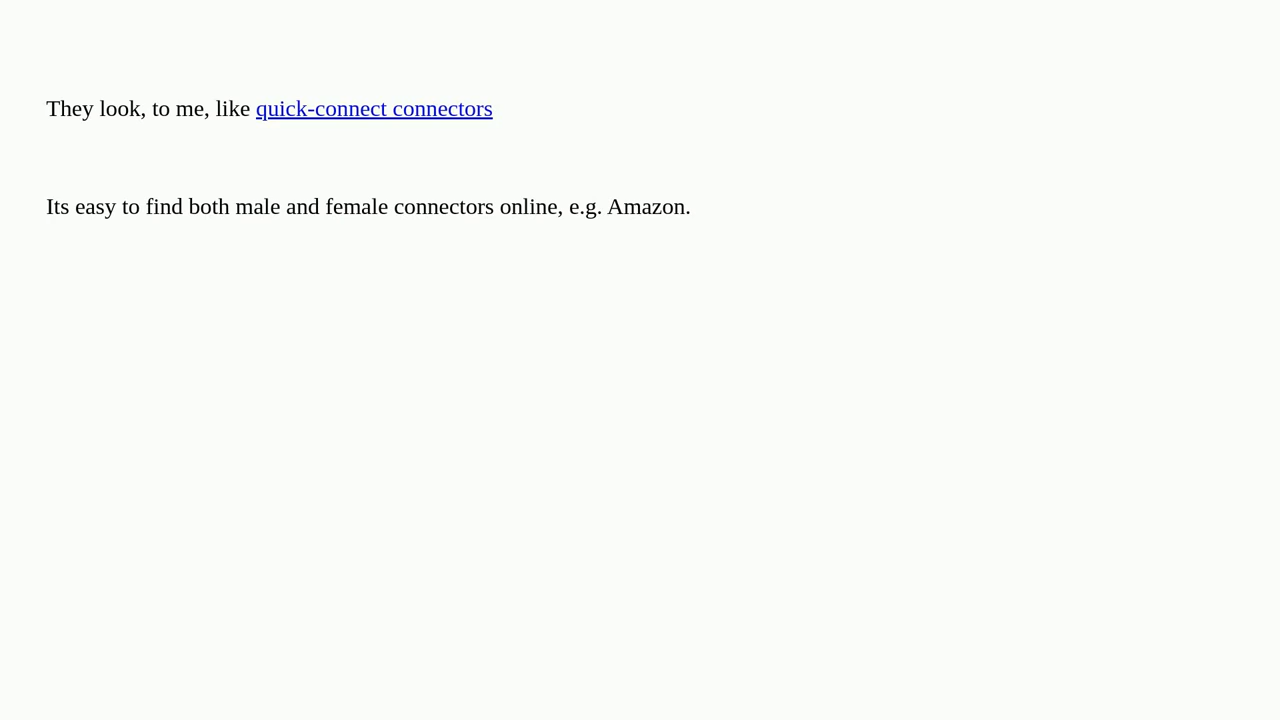 They look, to me, like quick-connect connectors
Its easy to find both male and female connectors online, e.g. Amazon.